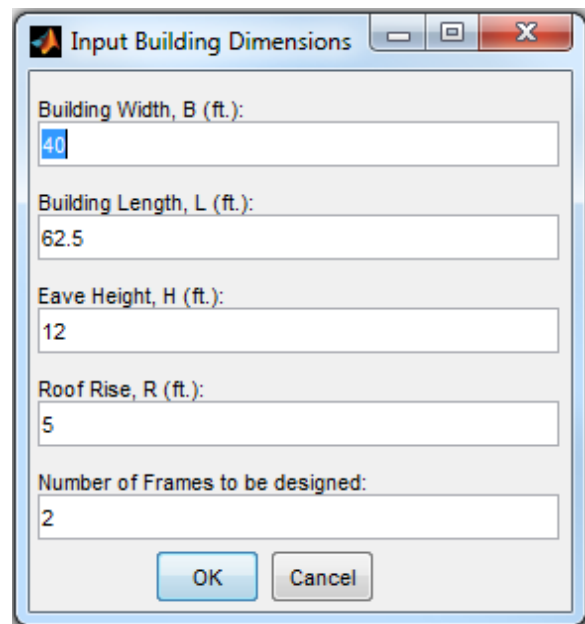 Input Building Dimensions
Building Width, B (ft.):
40
Building Length, L (ft.):
62.5
Eave Height, H (ft.):
12
Roof Rise, R (ft.):
5
Number of Frames to be designed:
2
OK Cancel